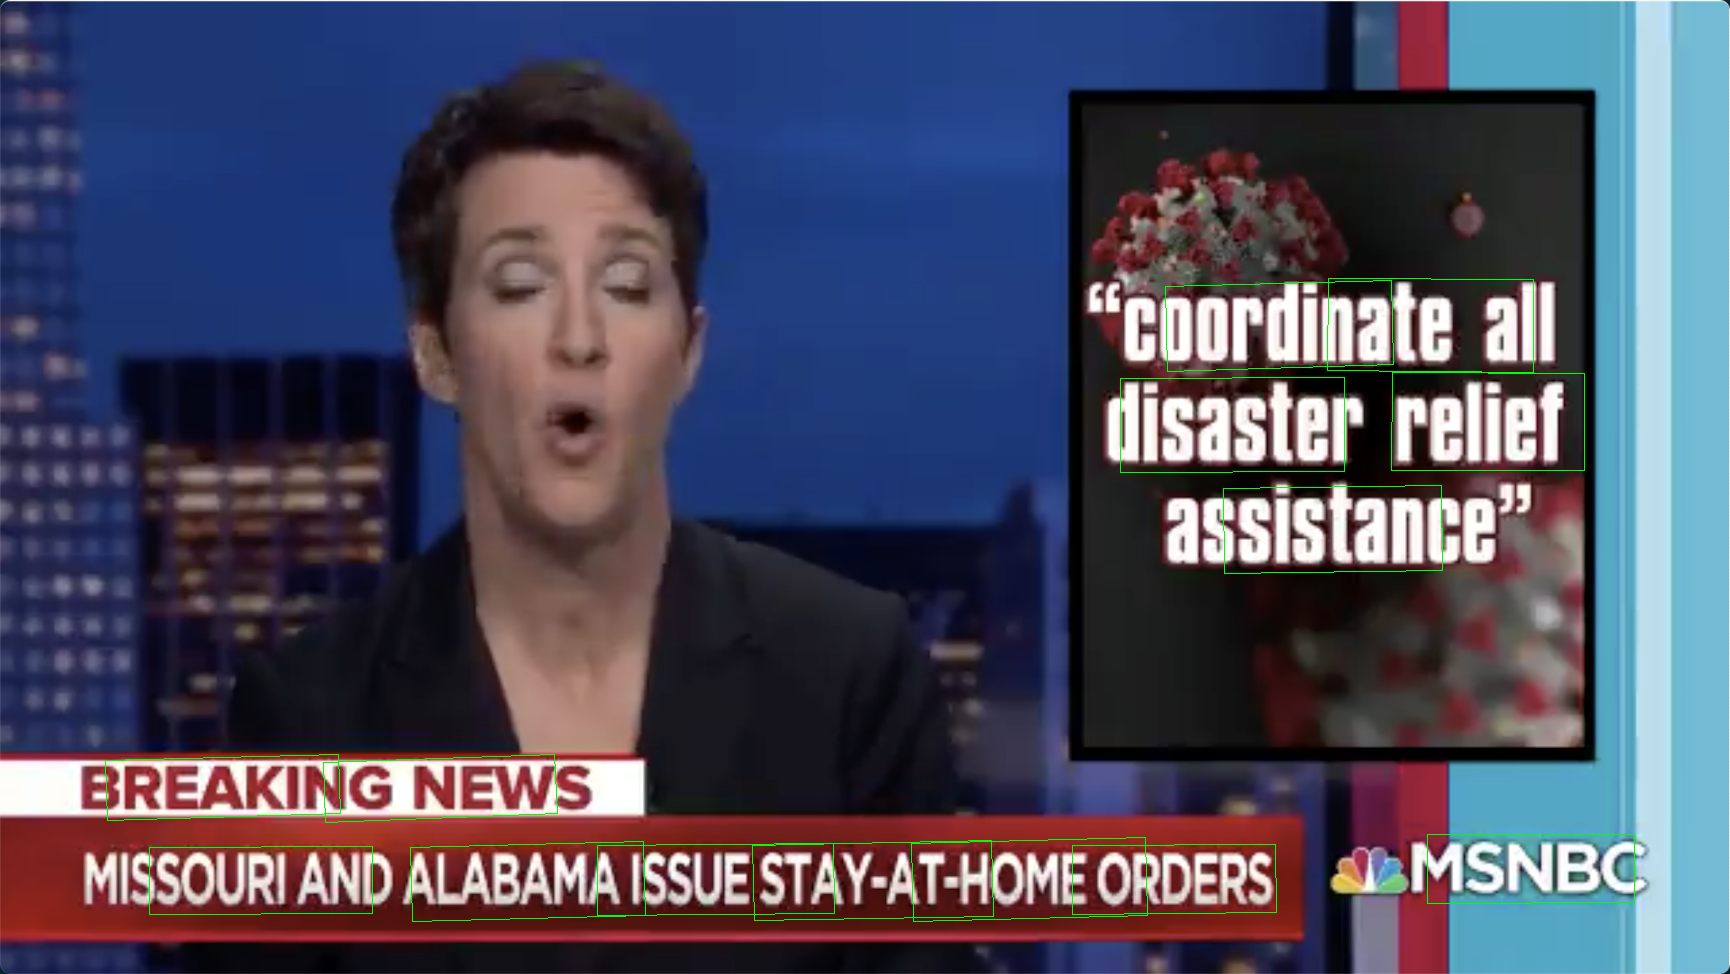 “coordinate all
disaster relief
assistance”
BREAKING NEWS
MISSOURI AND ALABAMA ISSUE STAY-AT-HOME ORDERS
MSNBC